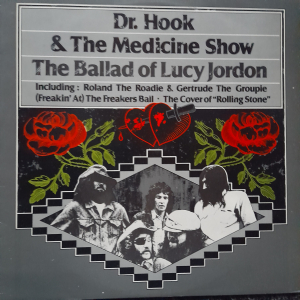 Dr. Hook
& The Medicine Show
The Ballad of Lucy Jordon
Including : Roland The Roadie & Gertrude The Groupie
(Freakin' At) The Freakers Ball · The Cover of "Rolling Stone"